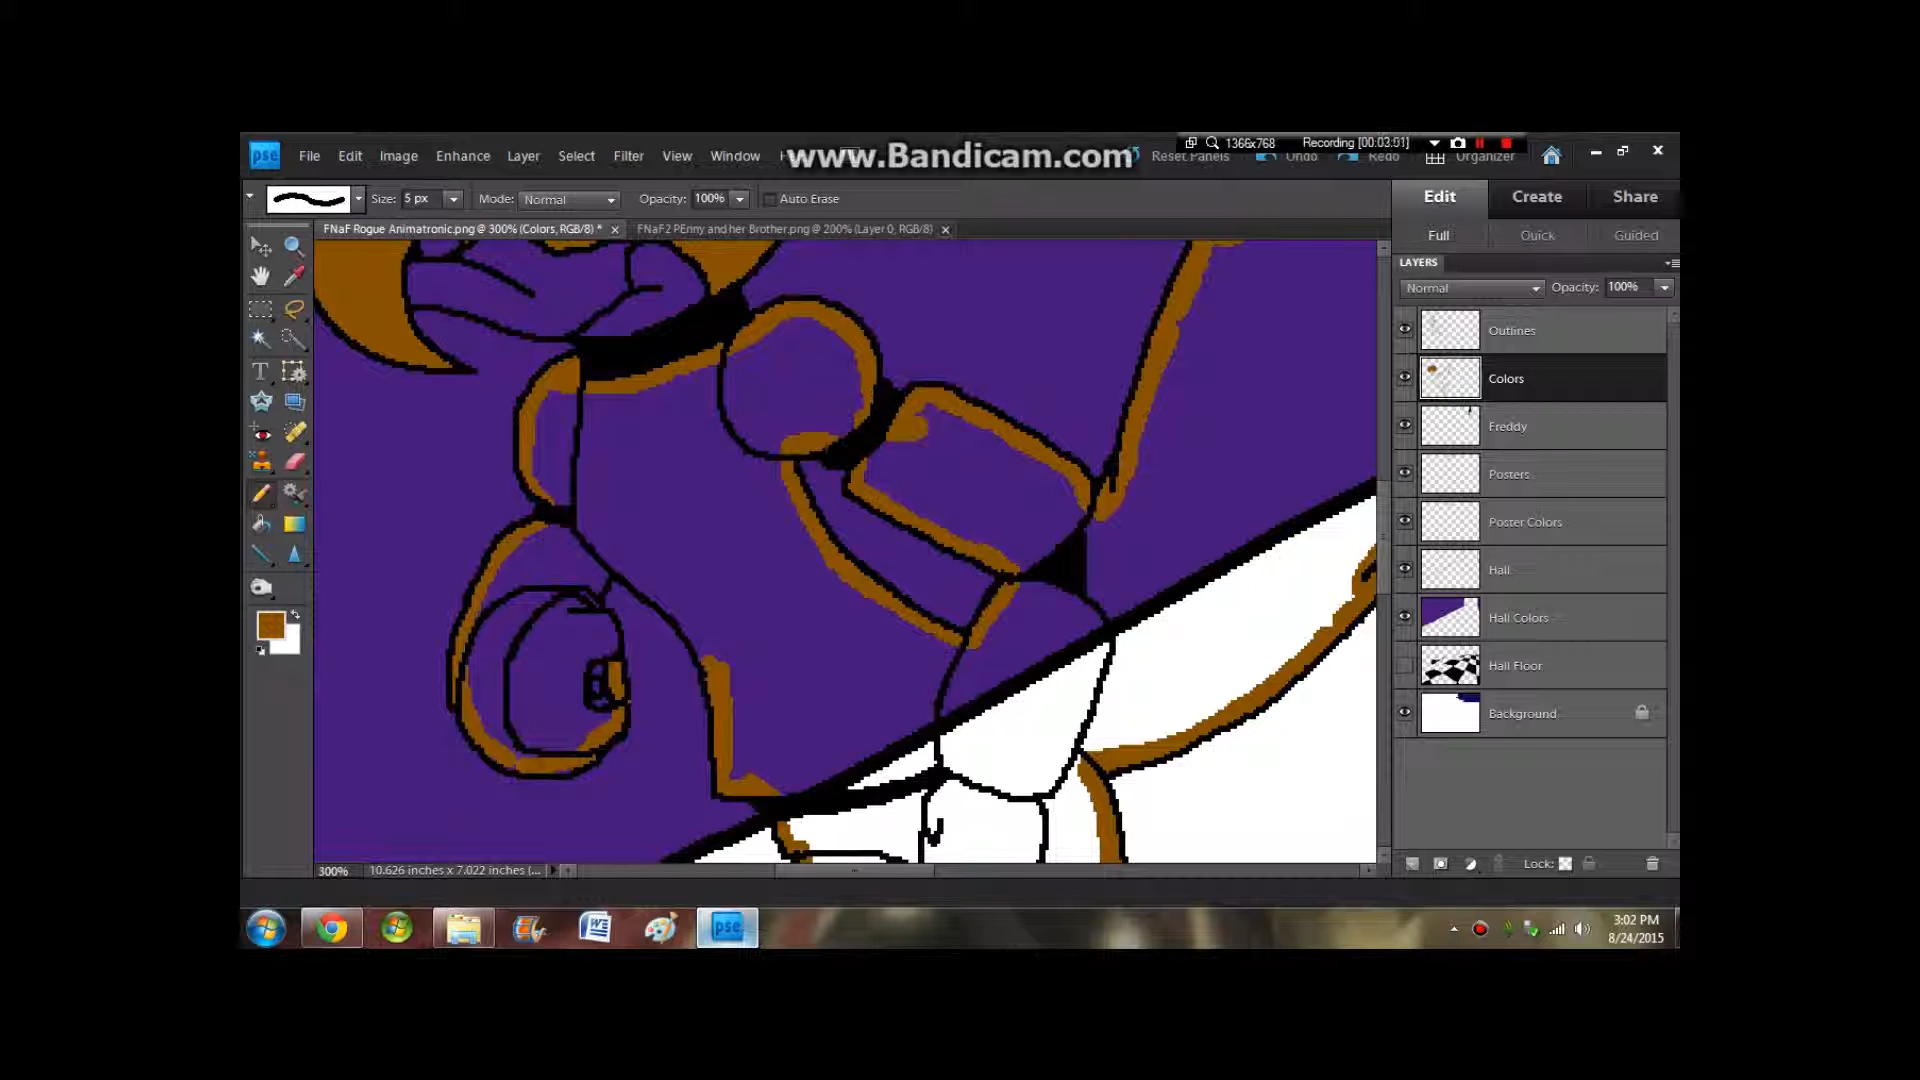 www.Bandicam.com
1366x768 Recording [00:03:01]
pse File Edit Image Enhance Layer Select Filter View Window Reset Panels Undo Redo Organizer
Size: 5 px Mode: Normal Opacity: 100% Auto Erase
Edit Create Share
FNaF Rogue Animatronic.png @ 300% (Colors, RGB/8) * × FNaF2 PEnny and her Brother.png @ 200% (Layer 0, RGB/8) ×
Full Quick Guided
LAYERS
Normal Opacity: 100%
Outlines
Colors
Freddy
Posters
Poster Colors
Hall
Hall Colors
Hall Floor
Background
300% 10.626 inches x 7.022 inches (...
Lock:
pse
3:02 PM
8/24/2015